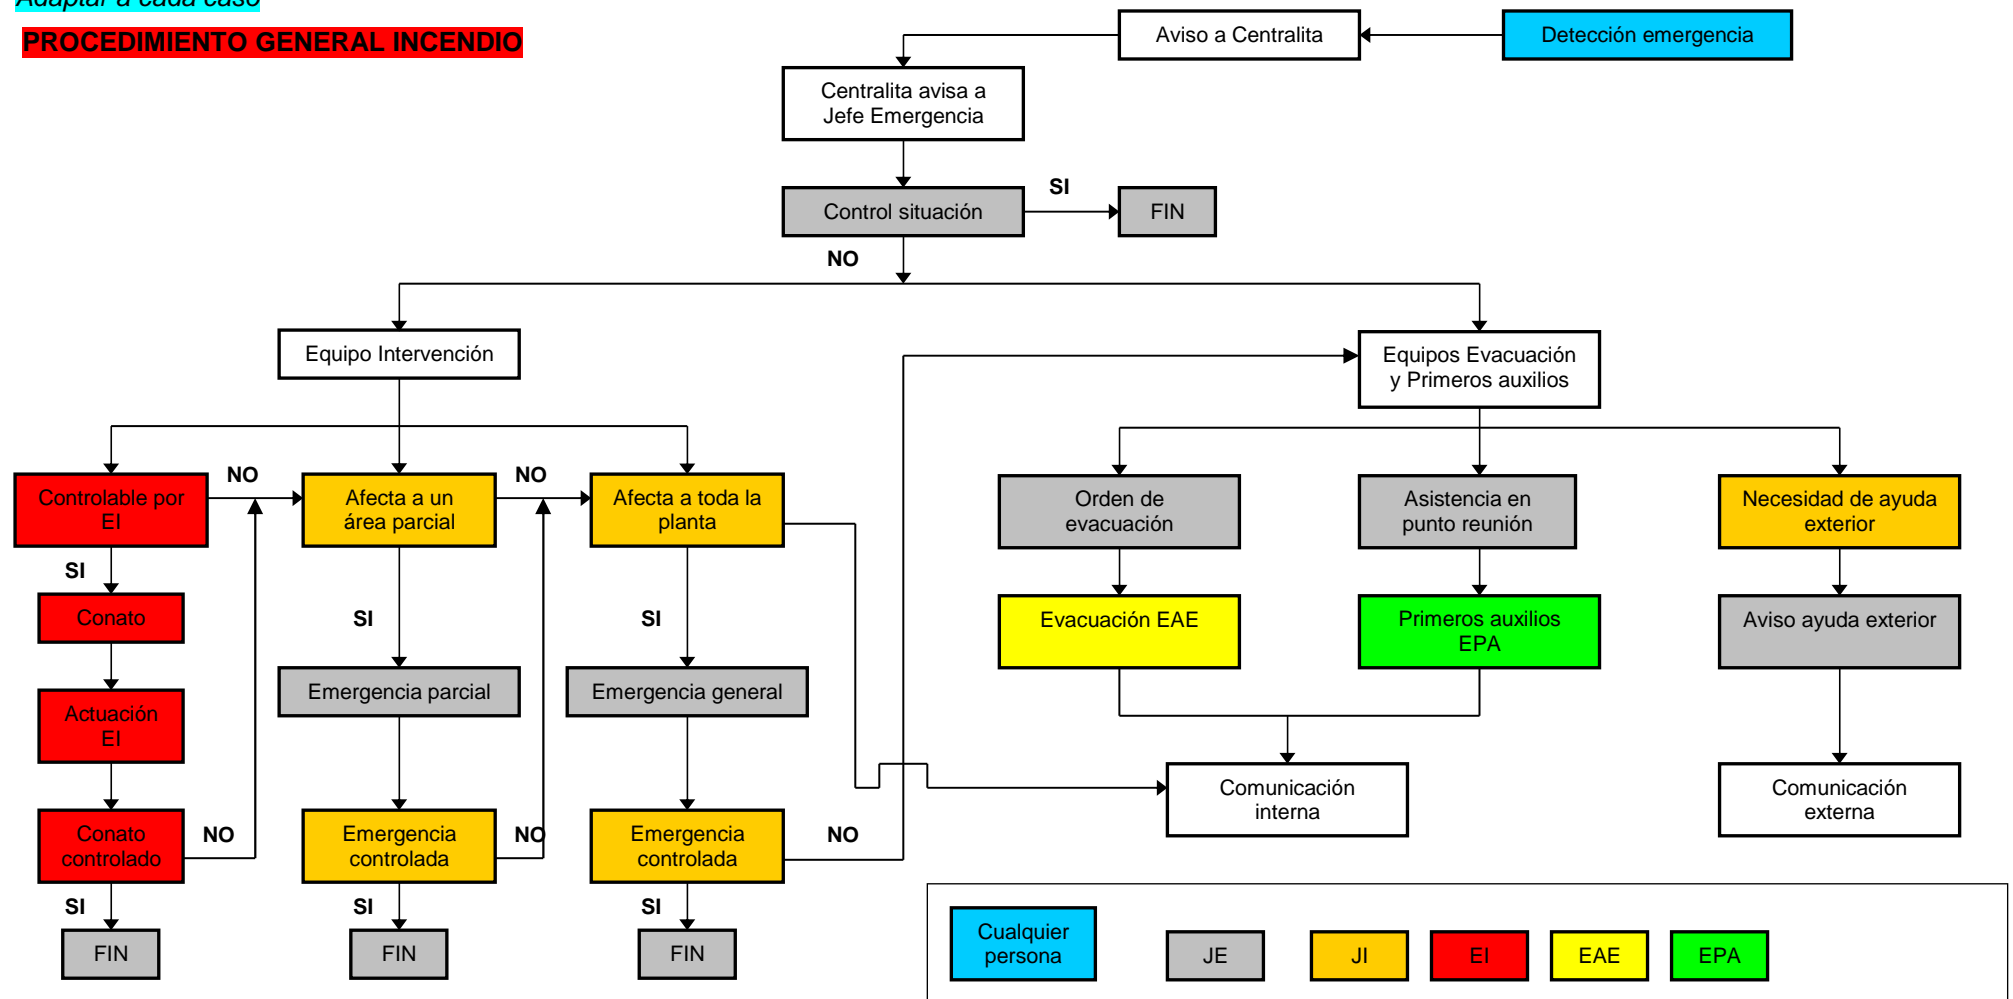 Adaptar a cada caso
PROCEDIMIENTO GENERAL INCENDIO
Aviso a Centralita
Detección emergencia
Centralita avisa a
Jefe Emergencia
Control situación
SI
FIN
NO
Equipo Intervención
Equipos Evacuación
y Primeros auxilios
Controlable por
EI
NO
Afecta a un
área parcial
NO
Afecta a toda la
planta
Orden de
evacuación
Asistencia en
punto reunión
Necesidad de ayuda
exterior
SI
Conato
SI
SI
Evacuación EAE
Primeros auxilios
EPA
Aviso ayuda exterior
Actuación
EI
Emergencia parcial
Emergencia general
Comunicación
interna
Comunicación
externa
Conato
controlado
NO
Emergencia
controlada
NO
Emergencia
controlada
NO
SI
SI
SI
FIN
FIN
FIN
Cualquier
persona
JE
JI
EI
EAE
EPA